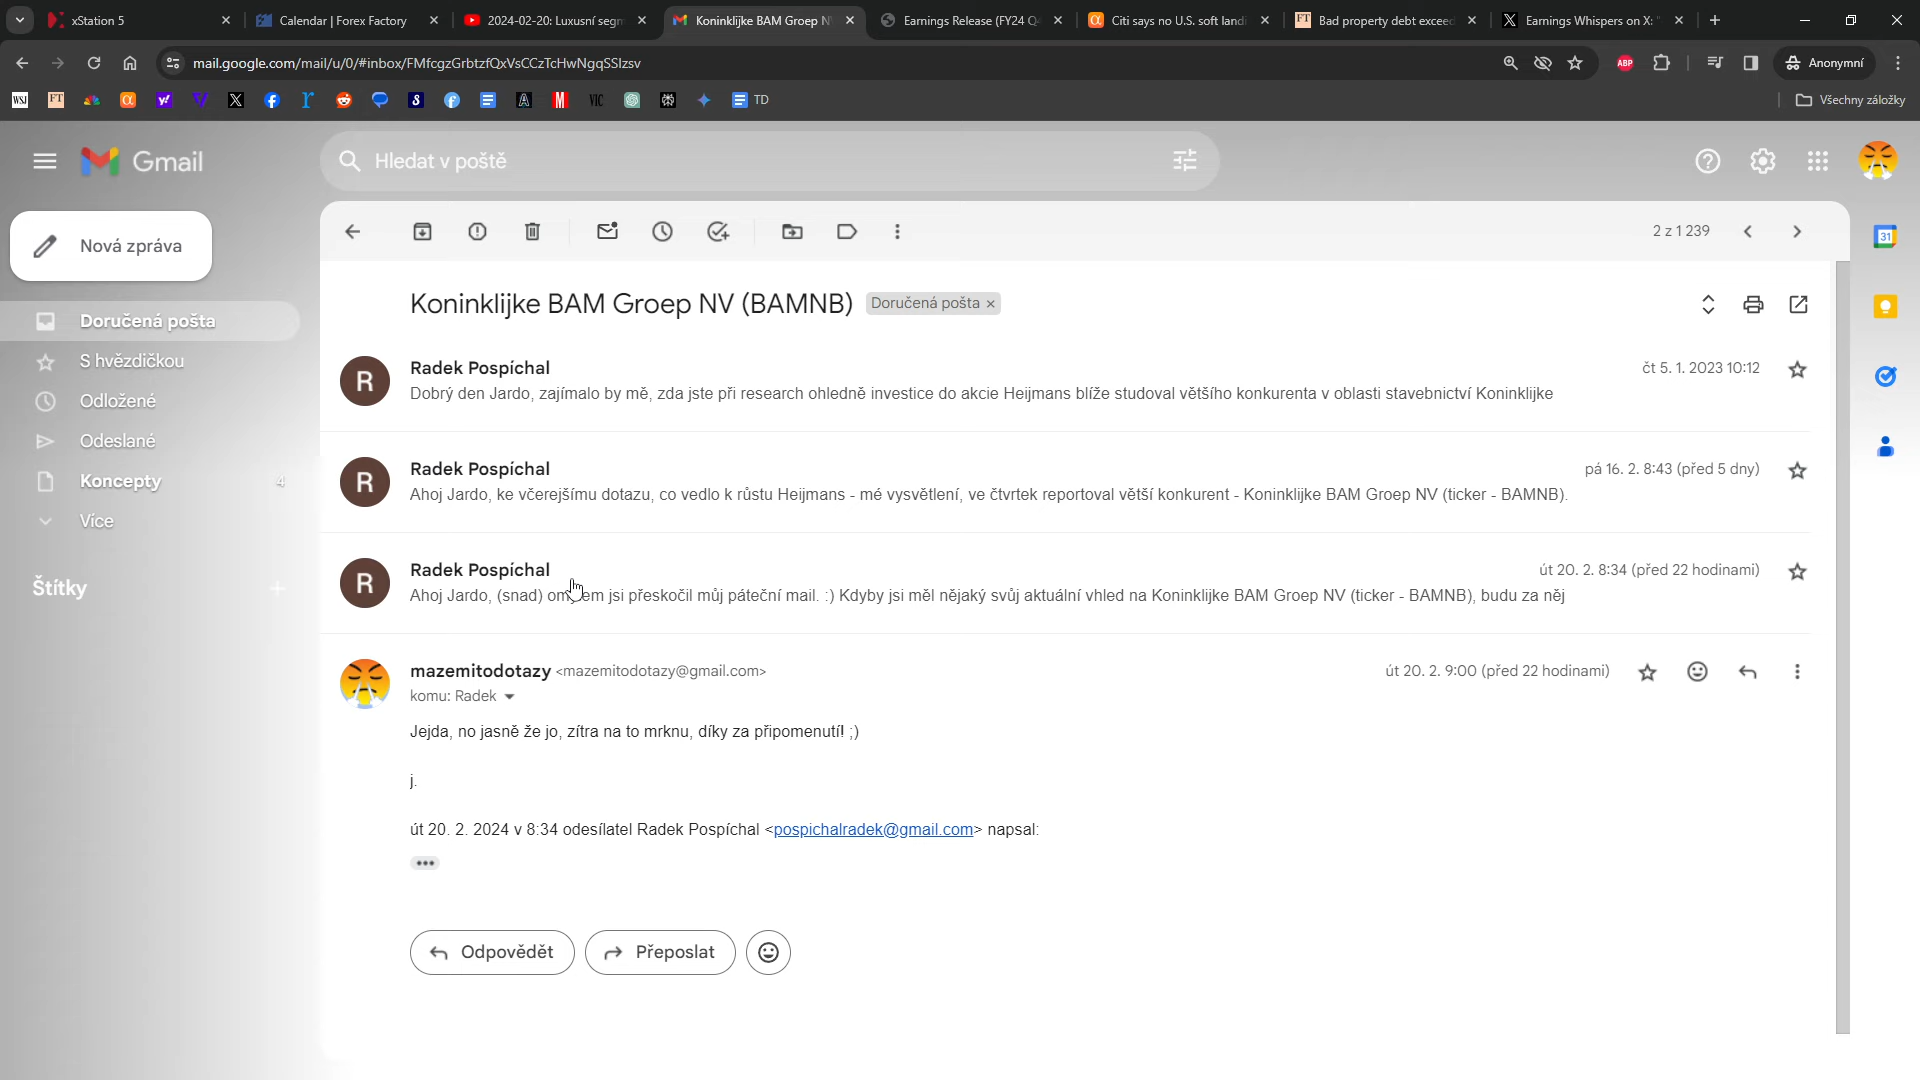 xStation 5
Calendar | Forex Factory
2024-02-20: Luxusní segm
Koninklijke BAM Groep N
Earnings Release (FY24 Q
Citi says no U.S. soft landi
Bad property debt exceed
Earnings Whispers on X: "
mail.google.com/mail/u/0/#inbox/FMfcgzGrbtzfQxVsCCzTcHwNgqSSlzsv
ABP
Anonymní
WSJ
FT
VIC
TD
Všechny záložky
Gmail
Hledat v poště
Nová zpráva
2 z 1 239
31
Doručená pošta
S hvězdičkou
Odložené
Odeslané
Koncepty 4
Více
Štítky
Koninklijke BAM Groep NV (BAMNB) Doručená pošta
R
Radek Pospíchal čt 5. 1. 2023 10:12
Dobrý den Jardo, zajímalo by mě, zda jste při research ohledně investice do akcie Heijmans blíže studoval většího konkurenta v oblasti stavebnictví Koninklijke
R
Radek Pospíchal pá 16. 2. 8:43 (před 5 dny)
Ahoj Jardo, ke včerejšímu dotazu, co vedlo k růstu Heijmans - mé vysvětlení, ve čtvrtek reportoval větší konkurent - Koninklijke BAM Groep NV (ticker - BAMNB).
R
Radek Pospíchal út 20. 2. 8:34 (před 22 hodinami)
Ahoj Jardo, (snad) omylem jsi přeskočil můj páteční mail. :) Kdyby jsi měl nějaký svůj aktuální vhled na Koninklijke BAM Groep NV (ticker - BAMNB), budu za něj
mazemitodotazy <mazemitodotazy@gmail.com> út 20. 2. 9:00 (před 22 hodinami)
komu: Radek
Jejda, no jasně že jo, zítra na to mrknu, díky za připomenutí! ;)
j.
út 20. 2. 2024 v 8:34 odesílatel Radek Pospíchal <pospichalradek@gmail.com> napsal:
Odpovědět
Přeposlat